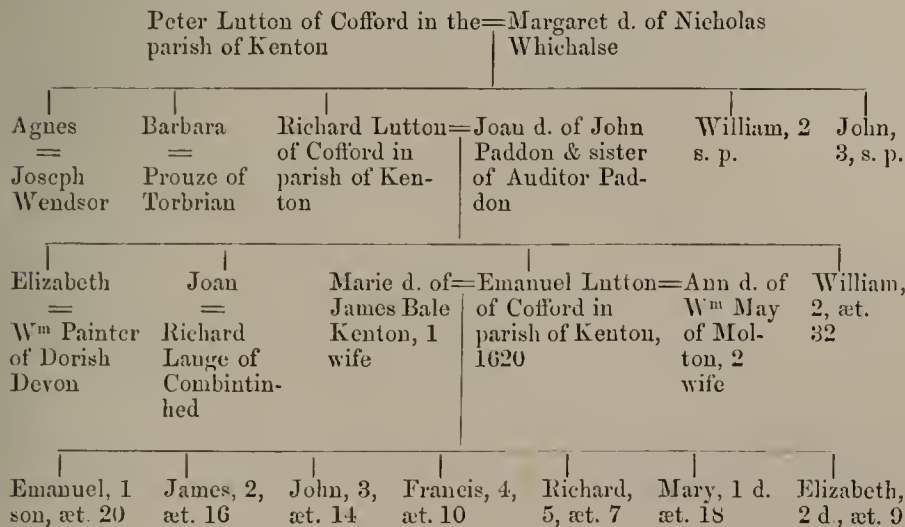 Peter Lutton of Cofford in the=Margaret d. of Nicholas
parish of Kenton
Whichalse
Agnes
=
Joseph
Wendsor
Barbara
=
Prouze of
Torbrian
Richard Lutton=
of Cofford in
parish of Ken-
ton
Joau d. of John
Paddon & sister
of Auditor Pad-
don
William, 2
s. p.
John,
3, s. p.
Elizabeth
=
Wm Painter
of Dorish
Devon
Joan
=
Richard
Lauge of
Combintin-
hed
Marie d. of=
James Bale
Kenton, 1
wife
Emanuel Lutton=
of Cofford in
parish of Kenton,
1620
Ann d. of
Wm May
of Mol-
ton, 2
wife
William,
2, æt.
32
Emanuel, 1
son, æt. 20
James, 2,
æt. 16
John, 3,
æt. 14
Francis, 4,
æt. 10
Richard,
5, æt. 7
Mary, 1 d.
æt. 18
Elizabeth,
2 d., æt. 9